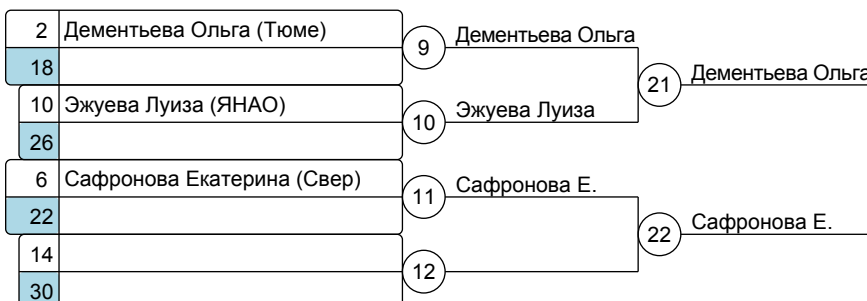 2 Дементьева Ольга (Тюме)
9 Дементьева Ольга
18
21 Дементьева Ольга
10 Эжуева Луиза (ЯНАО)
10 Эжуева Луиза
26
6 Сафронова Екатерина (Свер)
11 Сафронова Е.
22
22 Сафронова Е.
14
12
30